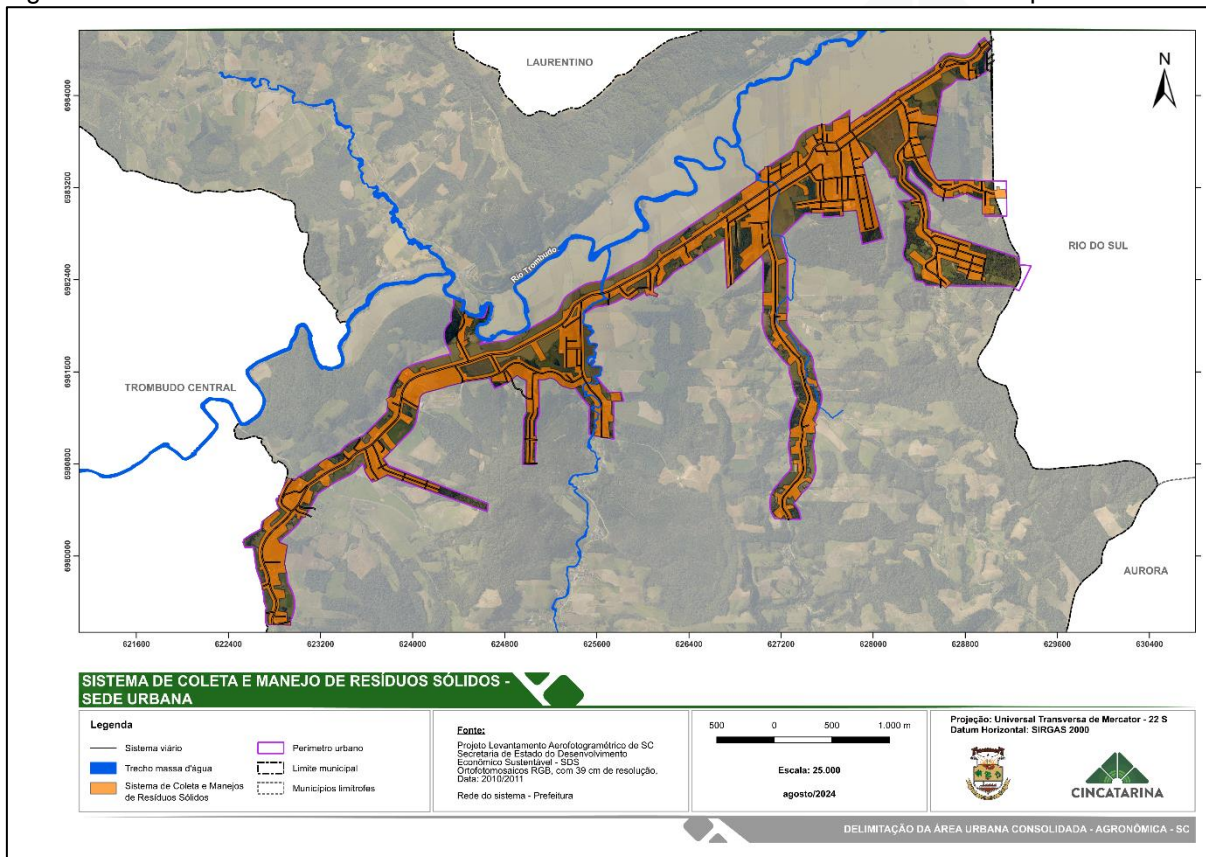 LAURENTINO
N
RIO DO SUL
Rio Trombudo
TROMBUDO CENTRAL
AURORA
6984000
6983200
6982400
6981600
6980800
6980000
621600 622400 623200 624000 624800 625600 626400 627200 628000 628800 629600 630400
SISTEMA DE COLETA E MANEJO DE RESÍDUOS SÓLIDOS -
SEDE URBANA
Legenda
Sistema viário
Trecho massa d'água
Sistema de Coleta e Manejos
de Resíduos Sólidos
Perímetro urbano
Limite municipal
Municípios limítrofes
Fonte:
Projeto Levantamento Aerofotogramétrico de SC
Secretaria de Estado do Desenvolvimento
Econômico Sustentável - SDS
Ortofotomosaicos RGB, com 39 cm de resolução.
Data: 2010/2011
Rede do sistema - Prefeitura
500 0 500 1.000 m
Escala: 25.000
agosto/2024
Projeção: Universal Transversa de Mercator - 22 S
Datum Horizontal: SIRGAS 2000
CINCATARINA
DELIMITAÇÃO DA ÁREA URBANA CONSOLIDADA - AGRONÔMICA - SC